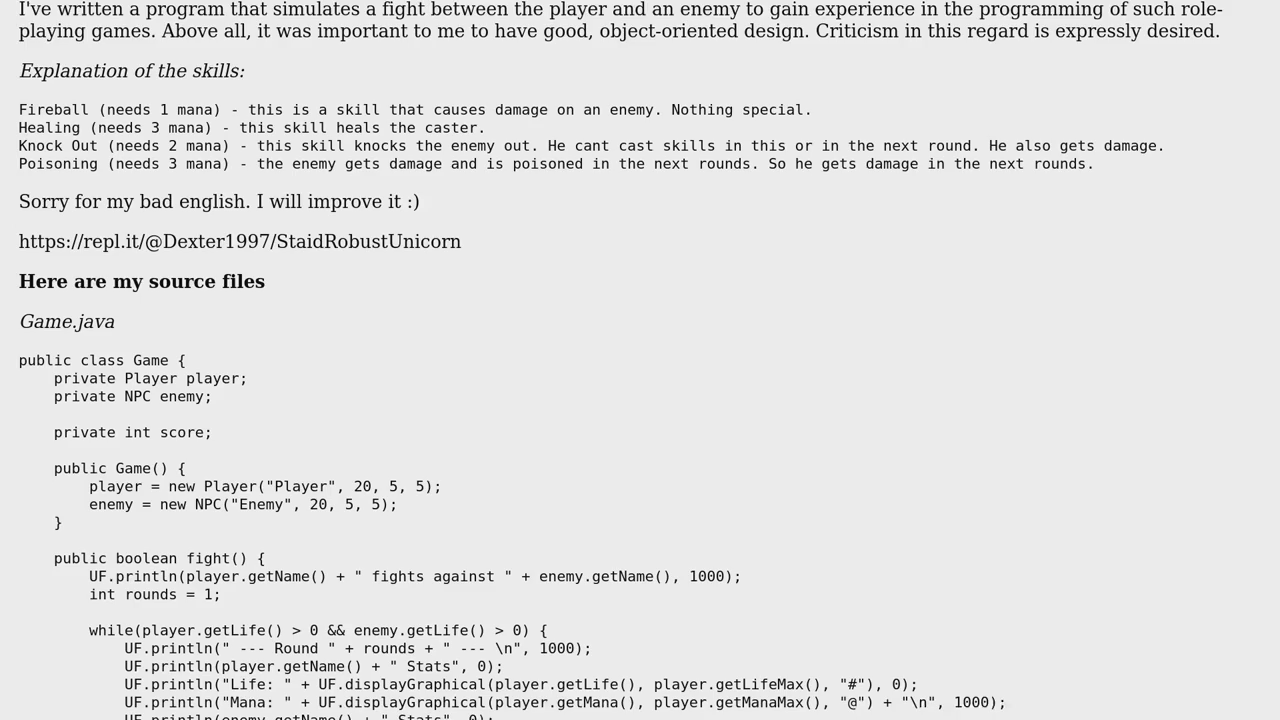 I've written a program that simulates a fight between the player and an enemy to gain experience in the programming of such role-
playing games. Above all, it was important to me to have good, object-oriented design. Criticism in this regard is expressly desired.
Explanation of the skills:
Fireball (needs 1 mana) - this is a skill that causes damage on an enemy. Nothing special.
Healing (needs 3 mana) - this skill heals the caster.
Knock Out (needs 2 mana) - this skill knocks the enemy out. He cant cast skills in this or in the next round. He also gets damage.
Poisoning (needs 3 mana) - the enemy gets damage and is poisoned in the next rounds. So he gets damage in the next rounds.
Sorry for my bad english. I will improve it :)
https://repl.it/@Dexter1997/StaidRobustUnicorn
Here are my source files
Game.java
public class Game {
    private Player player;
    private NPC enemy;

    private int score;

    public Game() {
        player = new Player("Player", 20, 5, 5);
        enemy = new NPC("Enemy", 20, 5, 5);
    }

    public boolean fight() {
        UF.println(player.getName() + " fights against " + enemy.getName(), 1000);
        int rounds = 1;

        while(player.getLife() > 0 && enemy.getLife() > 0) {
            UF.println(" --- Round " + rounds + " --- \n", 1000);
            UF.println(player.getName() + " Stats", 0);
            UF.println("Life: " + UF.displayGraphical(player.getLife(), player.getLifeMax(), "#"), 0);
            UF.println("Mana: " + UF.displayGraphical(player.getMana(), player.getManaMax(), "@") + "\n", 1000);
            UF.println(enemy.getName() + " Stats", 0);